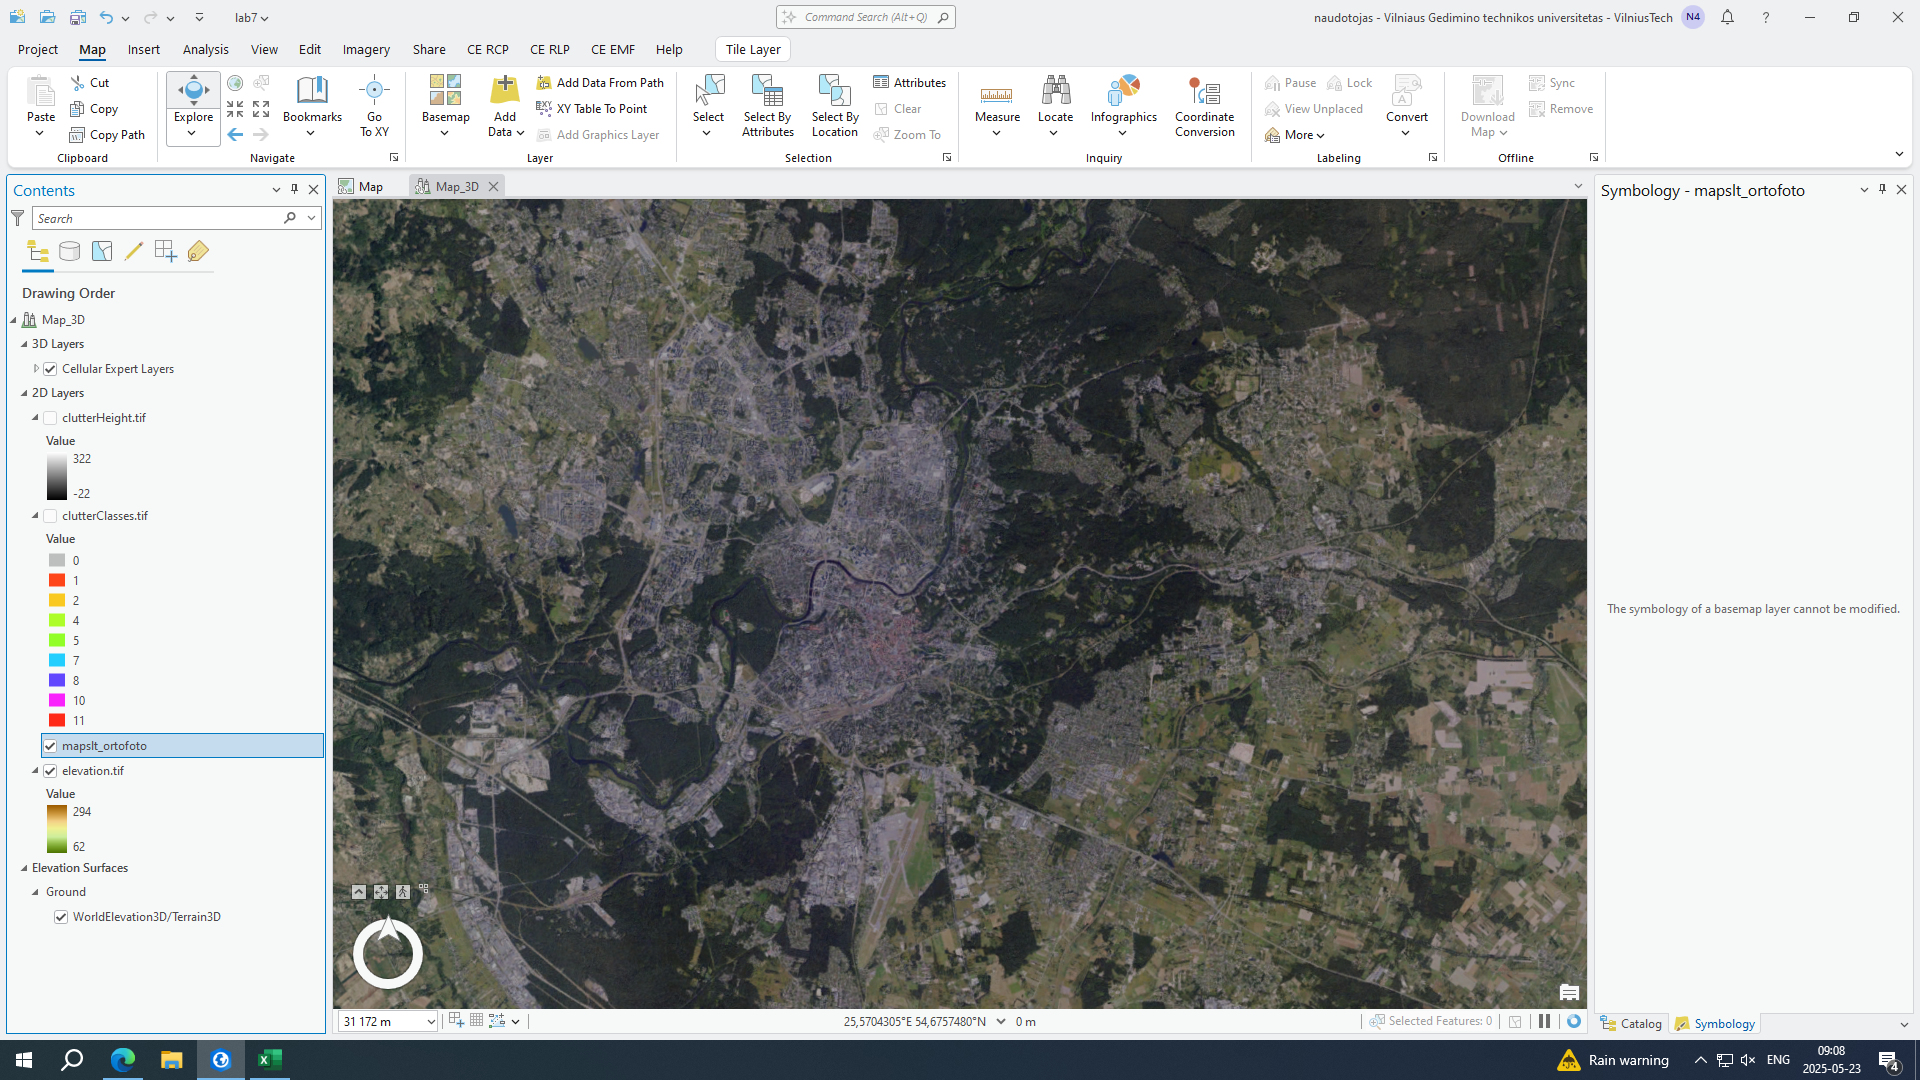 lab7
Command Search (Alt+Q)
naudotojas - Vilniaus Gedimino technikos universitetas - VilniusTech
N4
?
Project
Map
Insert
Analysis
View
Edit
Imagery
Share
CE RCP
CE RLP
CE EMF
Help
Tile Layer
Paste
Cut
Copy
Copy Path
Clipboard
Explore
Bookmarks
Go
To XY
Navigate
Basemap
Add
Data
Add Data From Path
XY Table To Point
Add Graphics Layer
Layer
Select
Select By
Attributes
Select By
Location
Attributes
Clear
Zoom To
Selection
Measure
Locate
Infographics
Coordinate
Conversion
Inquiry
Pause
Lock
View Unplaced
More
Convert
Labeling
Download
Map
Sync
Remove
Offline
Contents
Search
Drawing Order
Map_3D
3D Layers
Cellular Expert Layers
2D Layers
clutterHeight.tif
Value
322
-22
clutterClasses.tif
Value
0
1
2
4
5
7
8
10
11
mapslt_ortofoto
elevation.tif
Value
294
62
Elevation Surfaces
Ground
WorldElevation3D/Terrain3D
Map
Map_3D
31 172 m
25,5704305°E 54,6757480°N
0 m
Selected Features: 0
Symbology - mapslt_ortofoto
The symbology of a basemap layer cannot be modified.
Catalog
Symbology
Rain warning
ENG
09:08
2025-05-23
4